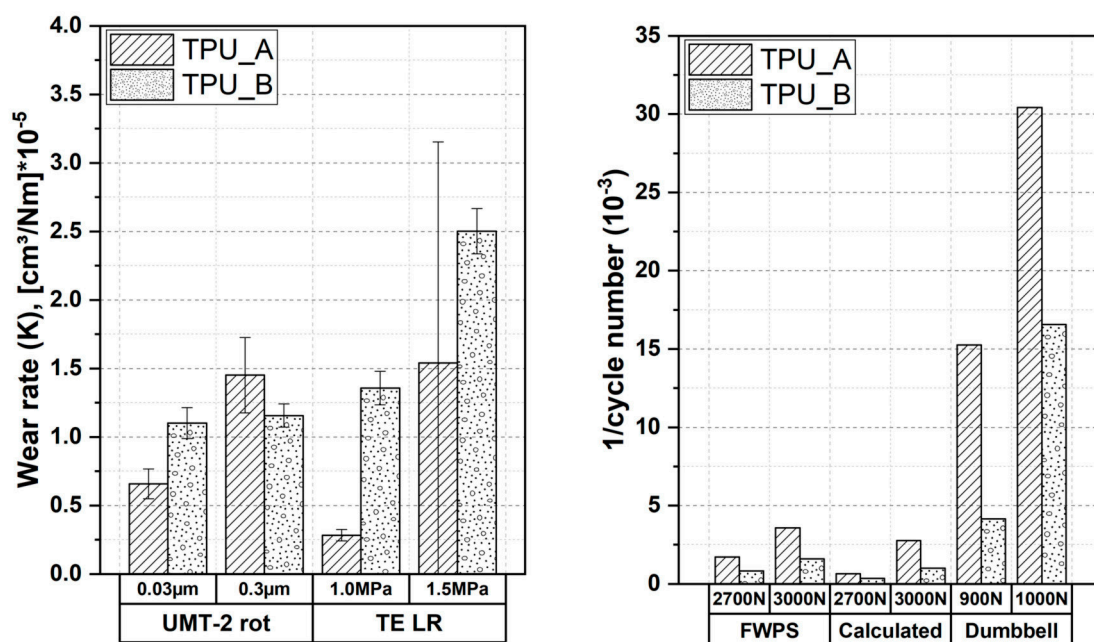 4.0
3.5
3.0
2.5
2.0
1.5
1.0
0.5
0.0
Wear rate (K), [cm³/Nm]*10⁻⁵
TPU_A
TPU_B
0.03µm 0.3µm 1.0MPa 1.5MPa
UMT-2 rot TE LR
35
30
25
20
15
10
5
0
1/cycle number (10⁻³)
TPU_A
TPU_B
2700N 3000N 2700N 3000N 900N 1000N
FWPS Calculated Dumbbell